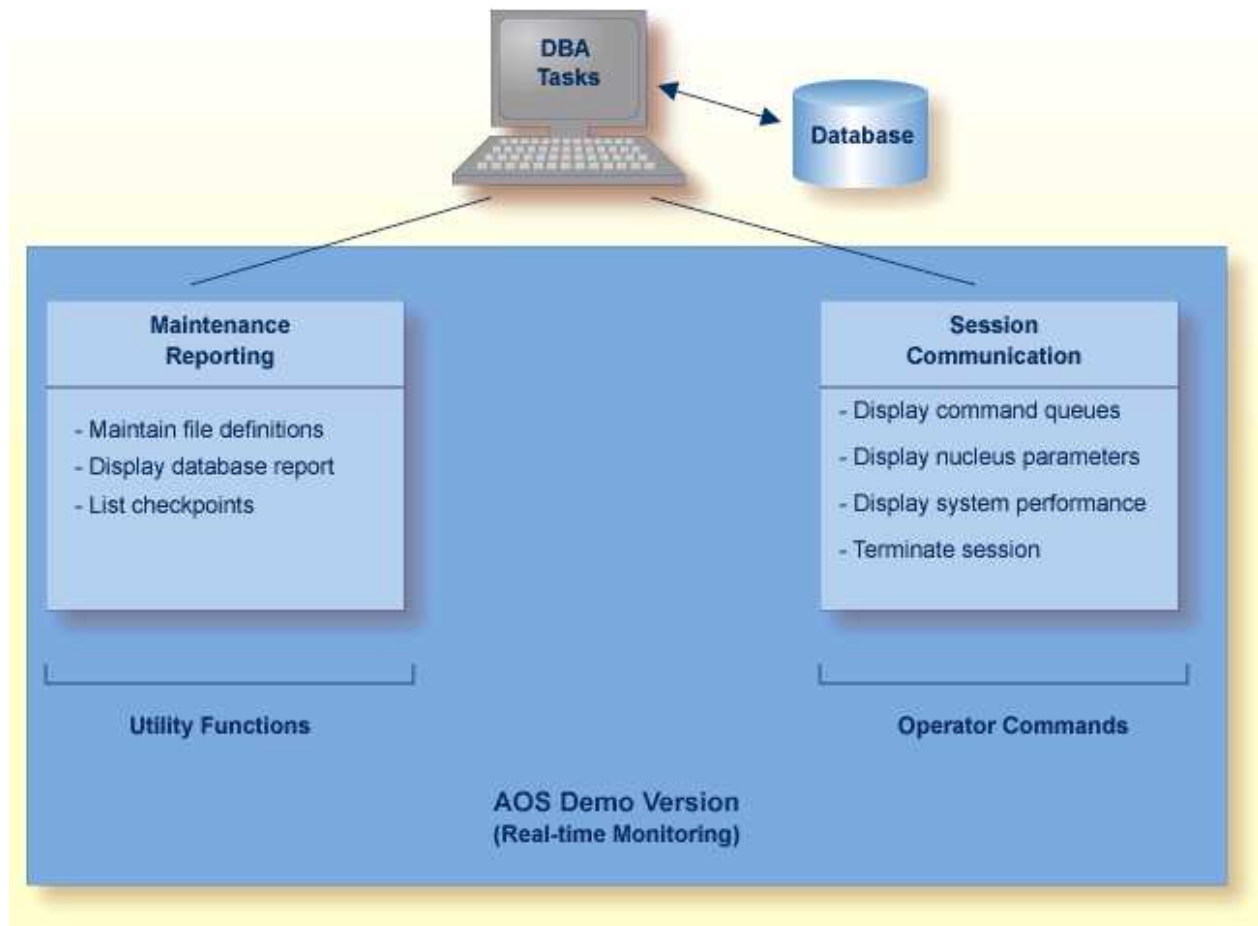 DBA
Tasks
Database
Maintenance
Reporting
- Maintain file definitions
- Display database report
- List checkpoints
Session
Communication
- Display command queues
- Display nucleus parameters
- Display system performance
- Terminate session
Utility Functions
Operator Commands
AOS Demo Version
(Real-time Monitoring)